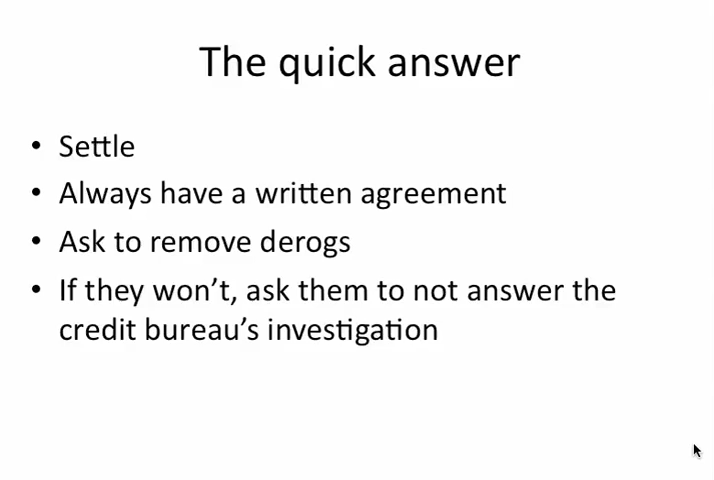 The quick answer
• Settle
• Always have a written agreement
• Ask to remove derogs
• If they won't, ask them to not answer the
credit bureau's investigation